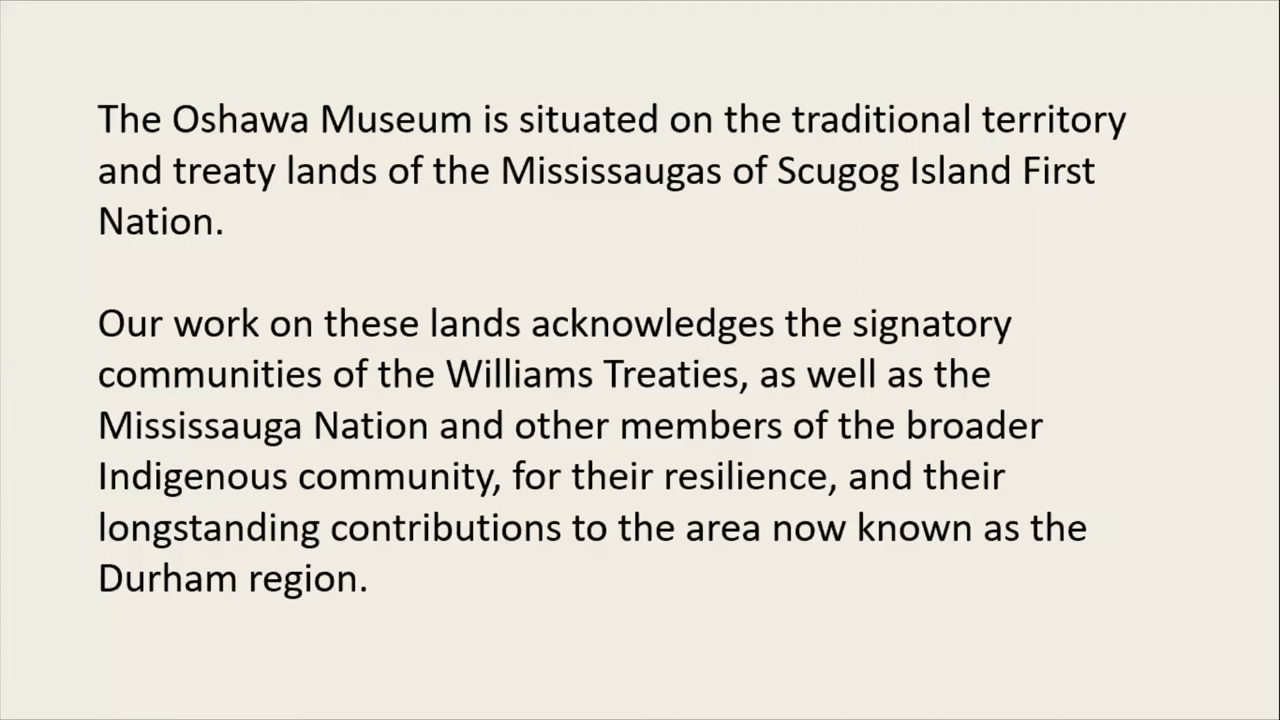 The Oshawa Museum is situated on the traditional territory
and treaty lands of the Mississaugas of Scugog Island First
Nation.
Our work on these lands acknowledges the signatory
communities of the Williams Treaties, as well as the
Mississauga Nation and other members of the broader
Indigenous community, for their resilience, and their
longstanding contributions to the area now known as the
Durham region.